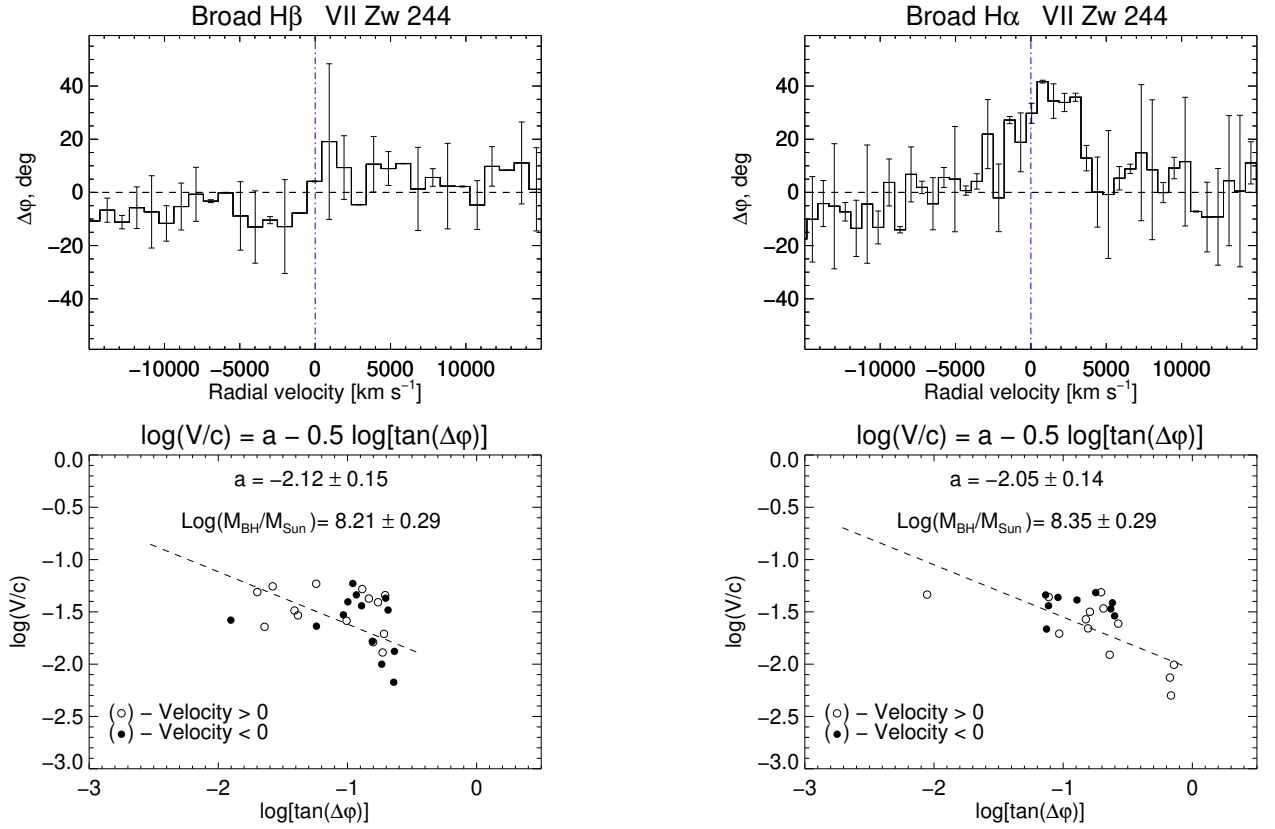 Broad Hβ VII Zw 244
40
20
0
−20
−40
Δφ, deg
−10000 −5000 0 5000 10000
Radial velocity [km s⁻¹]
Broad Hα VII Zw 244
40
20
0
−20
−40
Δφ, deg
−10000 −5000 0 5000 10000
Radial velocity [km s⁻¹]
log(V/c) = a − 0.5 log[tan(Δφ)]
a = −2.12 ± 0.15
Log(M_BH/M_Sun)= 8.21 ± 0.29
0.0
−0.5
−1.0
−1.5
−2.0
−2.5
−3.0
log(V/c)
(○) − Velocity > 0
(●) − Velocity < 0
−3 −2 −1 0
log[tan(Δφ)]
log(V/c) = a − 0.5 log[tan(Δφ)]
a = −2.05 ± 0.14
Log(M_BH/M_Sun)= 8.35 ± 0.29
0.0
−0.5
−1.0
−1.5
−2.0
−2.5
−3.0
log(V/c)
(○) − Velocity > 0
(●) − Velocity < 0
−3 −2 −1 0
log[tan(Δφ)]